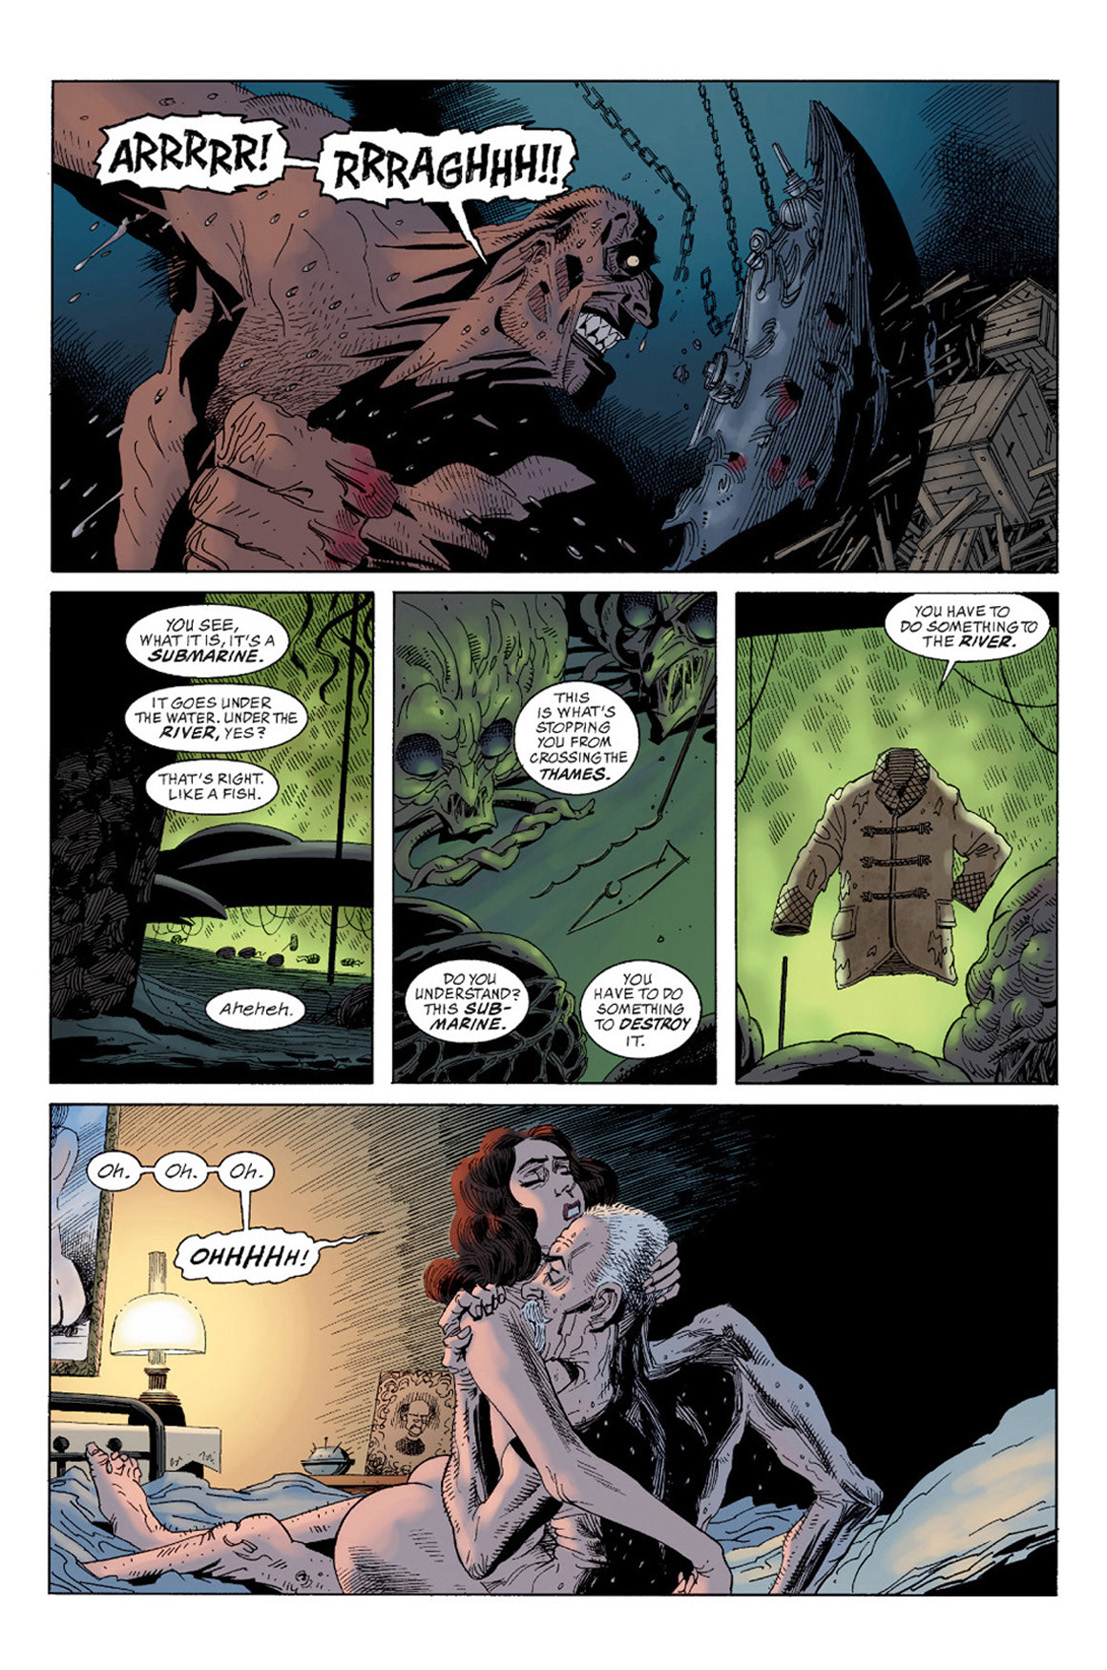 ARRRRR!
RRRAGHHH!!
YOU SEE,
WHAT IT IS, IT'S A
SUBMARINE.
IT GOES UNDER
THE WATER. UNDER THE
RIVER, YES?
THAT'S RIGHT.
LIKE A FISH.
Aheheh.
THIS
IS WHAT'S
STOPPING
YOU FROM
CROSSING THE
THAMES.
DO YOU
UNDERSTAND?
THIS SUB-
MARINE.
YOU
HAVE TO DO
SOMETHING
TO DESTROY
IT.
YOU HAVE TO
DO SOMETHING TO
THE RIVER.
Oh.
Oh.
Oh.
OHHHHH!